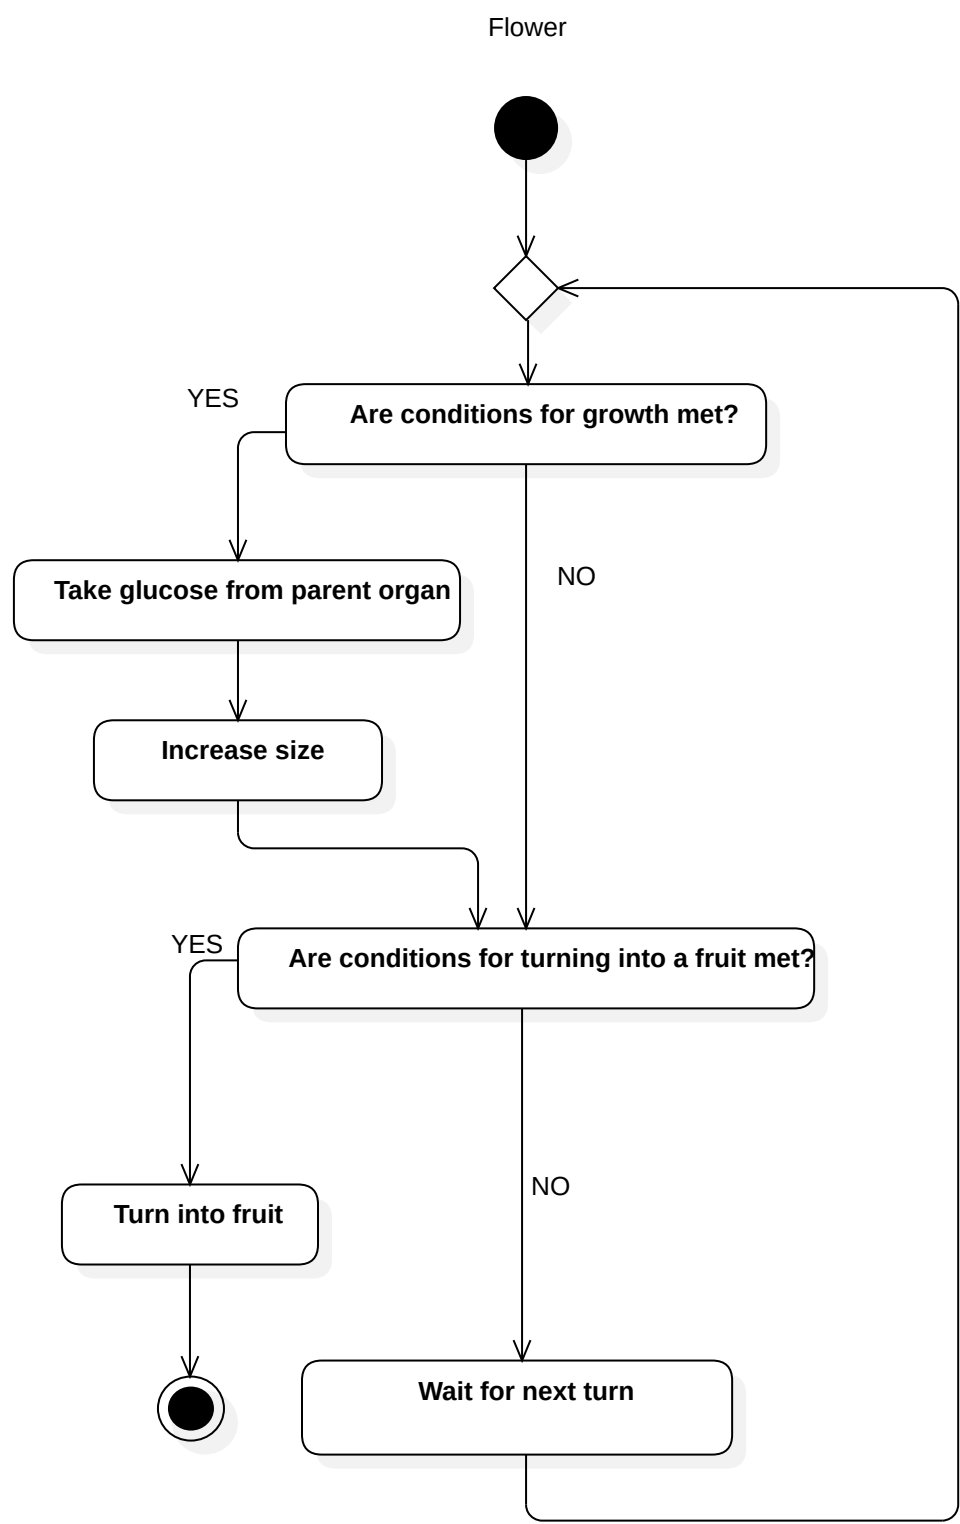 Flower
YES
Are conditions for growth met?
Take glucose from parent organ
NO
Increase size
YES
Are conditions for turning into a fruit met?
NO
Turn into fruit
Wait for next turn